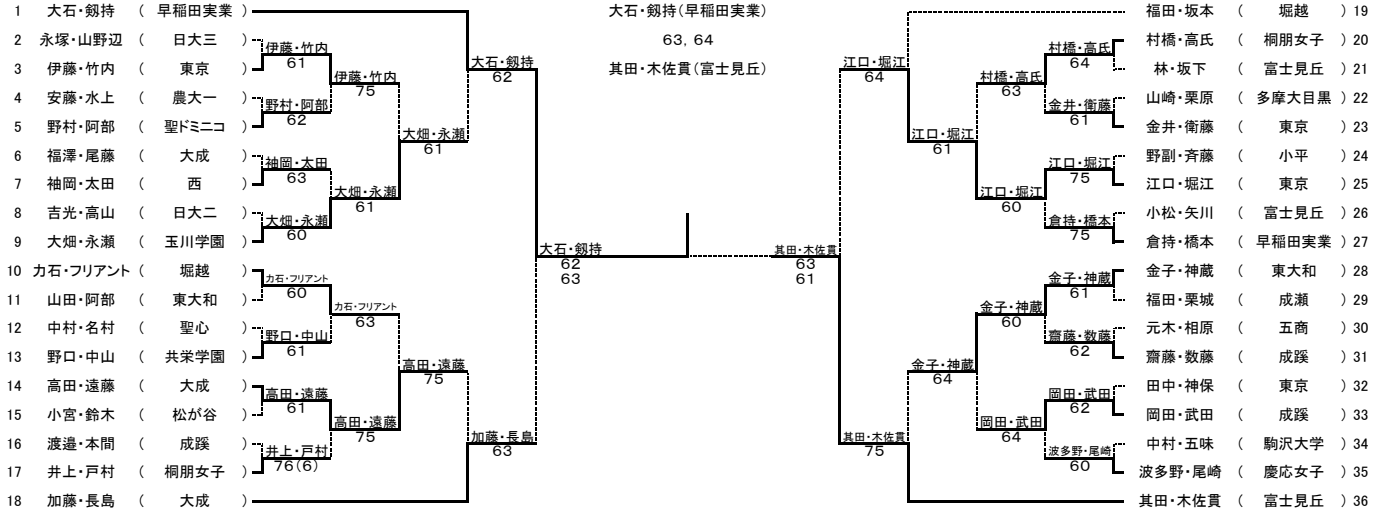 1 大石・剱持 ( 早稲田実業 )
2 永塚・山野辺 ( 日大三 )
3 伊藤・竹内 ( 東京 )
4 安藤・水上 ( 農大一 )
5 野村・阿部 ( 聖ドミニコ )
6 福澤・尾藤 ( 大成 )
7 袖岡・太田 ( 西 )
8 吉光・高山 ( 日大二 )
9 大畑・永瀬 ( 玉川学園 )
10 力石・フリアント ( 堀越 )
11 山田・阿部 ( 東大和 )
12 中村・名村 ( 聖心 )
13 野口・中山 ( 共栄学園 )
14 高田・遠藤 ( 大成 )
15 小宮・鈴木 ( 松が谷 )
16 渡邉・本間 ( 成蹊 )
17 井上・戸村 ( 桐朋女子 )
18 加藤・長島 ( 大成 )
伊藤・竹内
61
野村・阿部
62
袖岡・太田
63
大畑・永瀬
60
力石・フリアント
60
野口・中山
61
高田・遠藤
61
井上・戸村
76(6)
伊藤・竹内
75
大畑・永瀬
61
力石・フリアント
63
高田・遠藤
75
大畑・永瀬
61
高田・遠藤
75
大石・剱持
62
加藤・長島
63
大石・剱持
62
63
大石・剱持(早稲田実業)
63, 64
其田・木佐貫(富士見丘)
其田・木佐貫
63
61
江口・堀江
64
其田・木佐貫
75
江口・堀江
61
金子・神蔵
64
村橋・高氏
63
江口・堀江
60
金子・神蔵
60
岡田・武田
64
村橋・高氏
64
金井・衛藤
61
江口・堀江
75
倉持・橋本
75
金子・神蔵
61
齋藤・数藤
62
岡田・武田
62
波多野・尾崎
60
福田・坂本 ( 堀越 ) 19
村橋・高氏 ( 桐朋女子 ) 20
林・坂下 ( 富士見丘 ) 21
山崎・栗原 ( 多摩大目黒 ) 22
金井・衛藤 ( 東京 ) 23
野副・斉藤 ( 小平 ) 24
江口・堀江 ( 東京 ) 25
小松・矢川 ( 富士見丘 ) 26
倉持・橋本 ( 早稲田実業 ) 27
金子・神蔵 ( 東大和 ) 28
福田・栗城 ( 成瀬 ) 29
元木・相原 ( 五商 ) 30
齋藤・数藤 ( 成蹊 ) 31
田中・神保 ( 東京 ) 32
岡田・武田 ( 成蹊 ) 33
中村・五味 ( 駒沢大学 ) 34
波多野・尾崎 ( 慶応女子 ) 35
其田・木佐貫 ( 富士見丘 ) 36